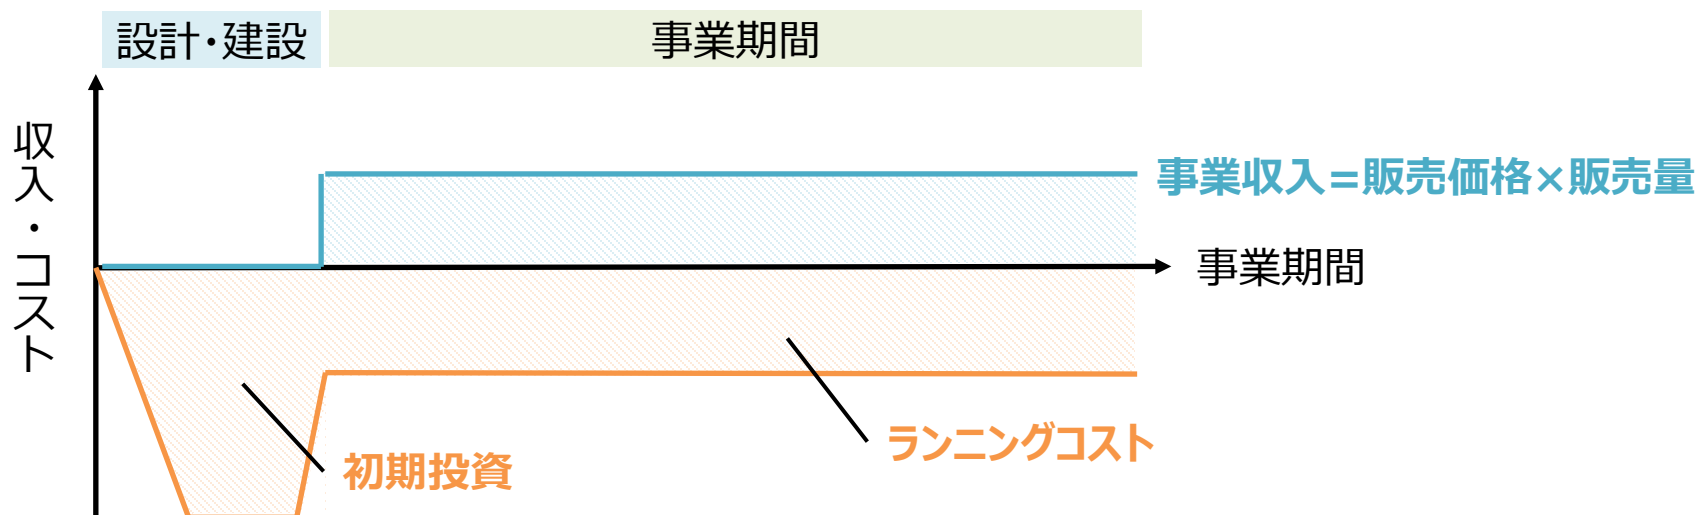 設計・建設
事業期間
収入・コスト
事業収入=販売価格×販売量
事業期間
ランニングコスト
初期投資